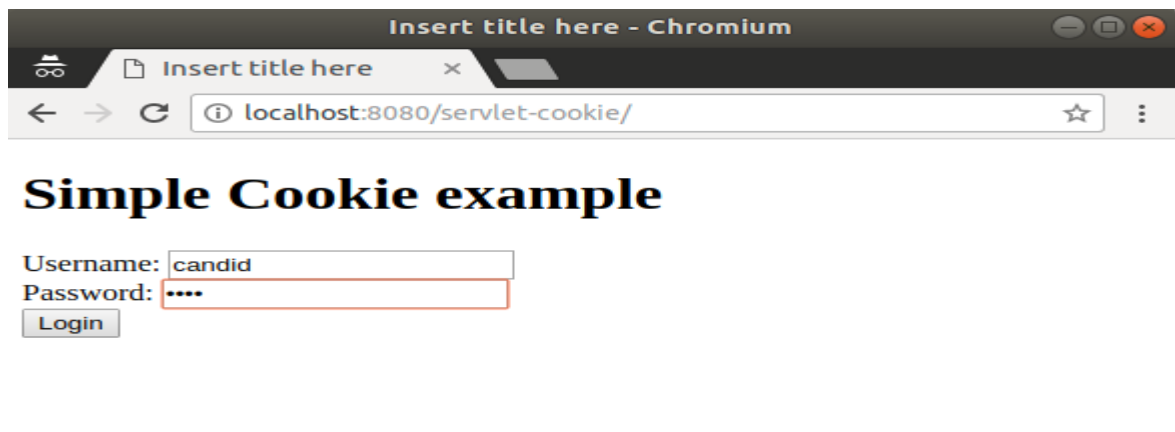 Insert title here - Chromium
Insert title here
localhost:8080/servlet-cookie/
Simple Cookie example
Username: candid
Password: ••••
Login